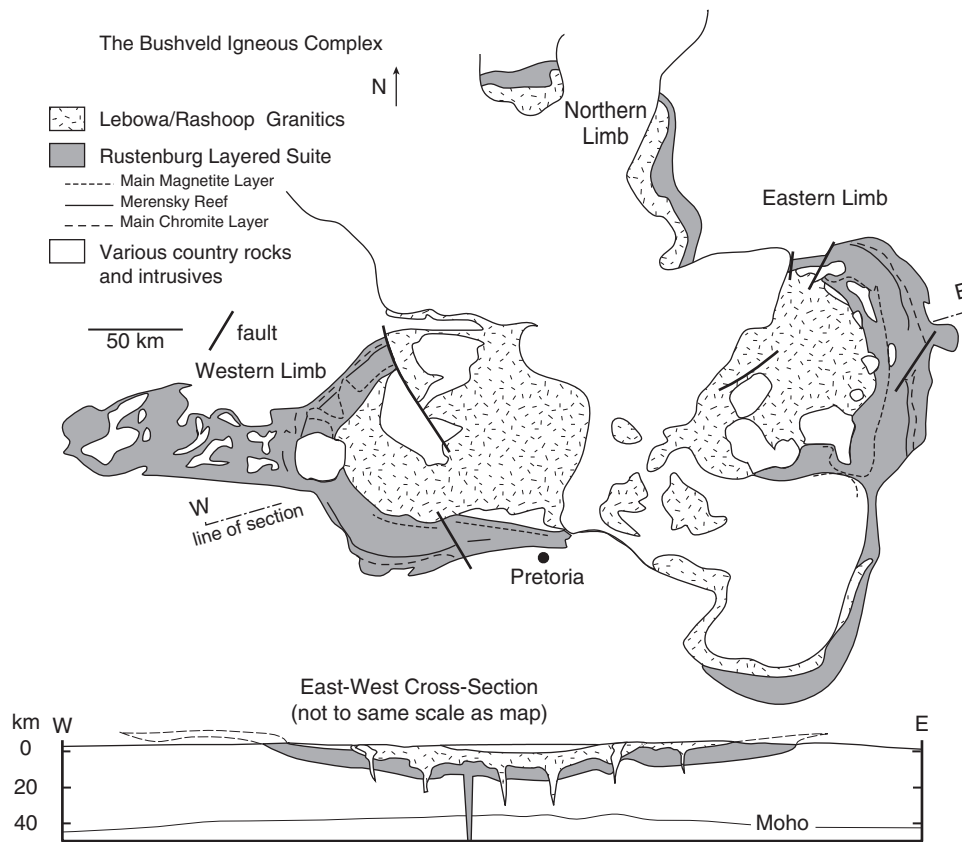 The Bushveld Igneous Complex
N
Lebowa/Rashoop Granitics
Rustenburg Layered Suite
Main Magnetite Layer
Merensky Reef
Main Chromite Layer
Various country rocks
and intrusives
50 km
fault
Northern
Limb
Eastern Limb
E
Western Limb
W
line of section
Pretoria
East-West Cross-Section
(not to same scale as map)
km
W
E
0
20
40
Moho